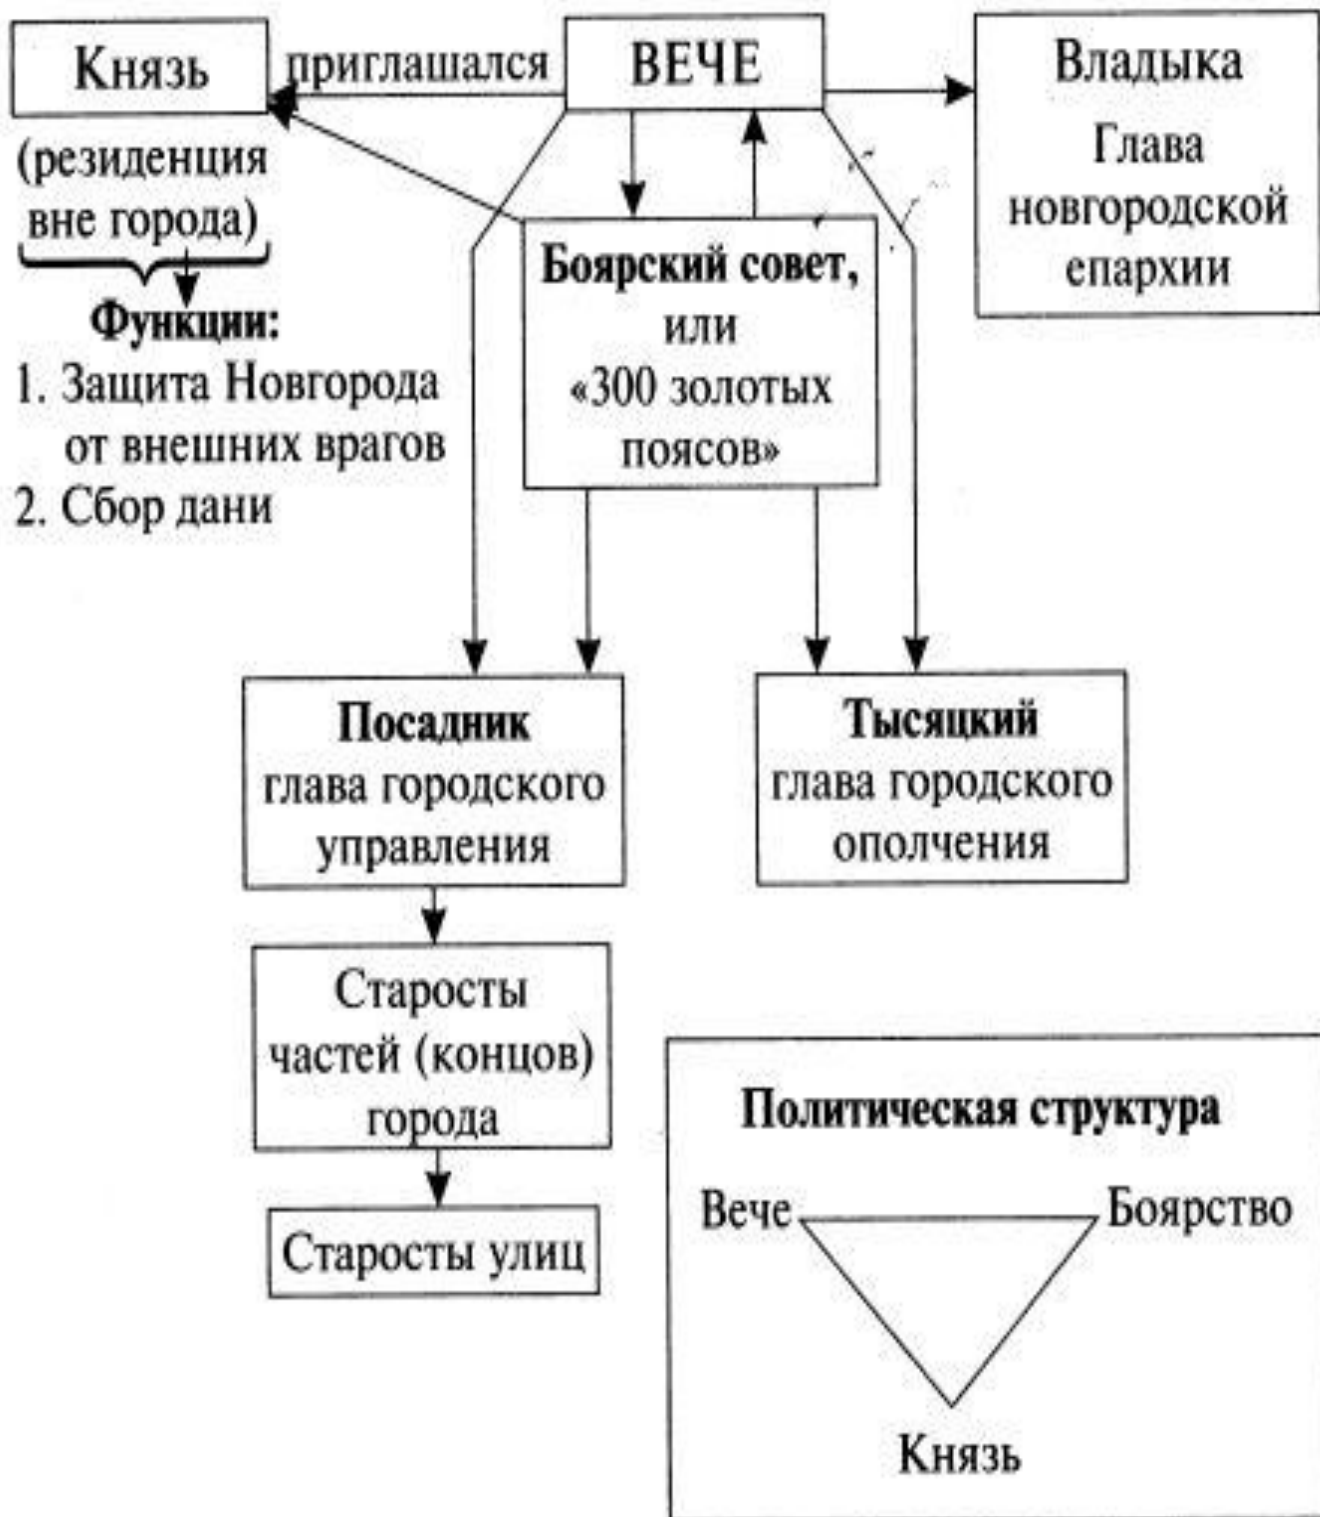 Князь
приглашался
ВЕЧЕ
Владыка
Глава
новгородской
епархии
(резиденция
вне города)
Функции:
1. Защита Новгорода
от внешних врагов
2. Сбор дани
Боярский совет,
или
«300 золотых
поясов»
Посадник
глава городского
управления
Тысяцкий
глава городского
ополчения
Старосты
частей (концов)
города
Старосты улиц
Политическая структура
Вече
Боярство
Князь